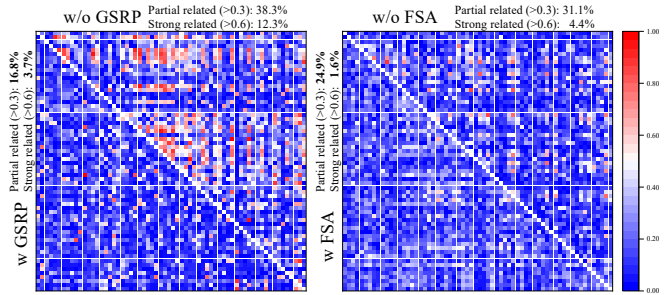 w/o GSRP
Partial related (>0.3): 38.3%
Strong related (>0.6): 12.3%
w GSRP
Partial related (>0.3): 16.8%
Strong related (>0.6): 3.7%
w/o FSA
Partial related (>0.3): 31.1%
Strong related (>0.6): 4.4%
w FSA
Partial related (>0.3): 24.9%
Strong related (>0.6): 1.6%
1.00
0.80
0.60
0.40
0.20
0.00